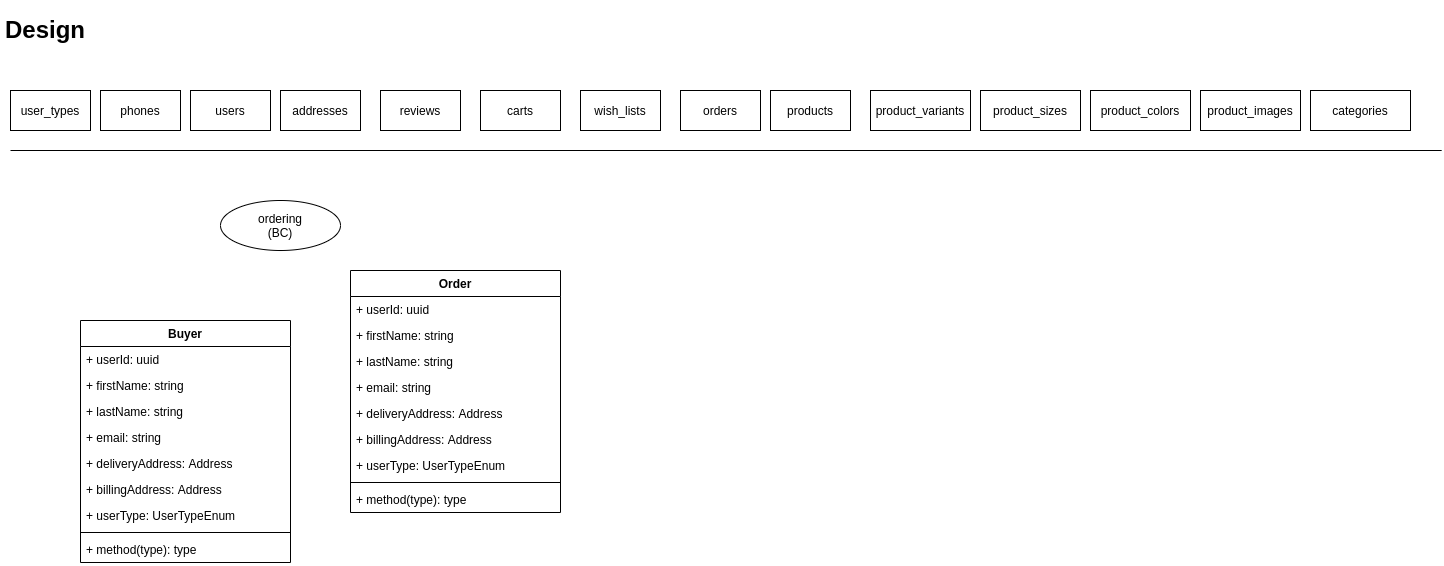 Design
user_types
phones
users
addresses
reviews
carts
wish_lists
orders
products
product_variants
product_sizes
product_colors
product_images
categories
ordering
(BC)
Buyer
+ userId: uuid
+ firstName: string
+ lastName: string
+ email: string
+ deliveryAddress: Address
+ billingAddress: Address
+ userType: UserTypeEnum
+ method(type): type
Order
+ userId: uuid
+ firstName: string
+ lastName: string
+ email: string
+ deliveryAddress: Address
+ billingAddress: Address
+ userType: UserTypeEnum
+ method(type): type